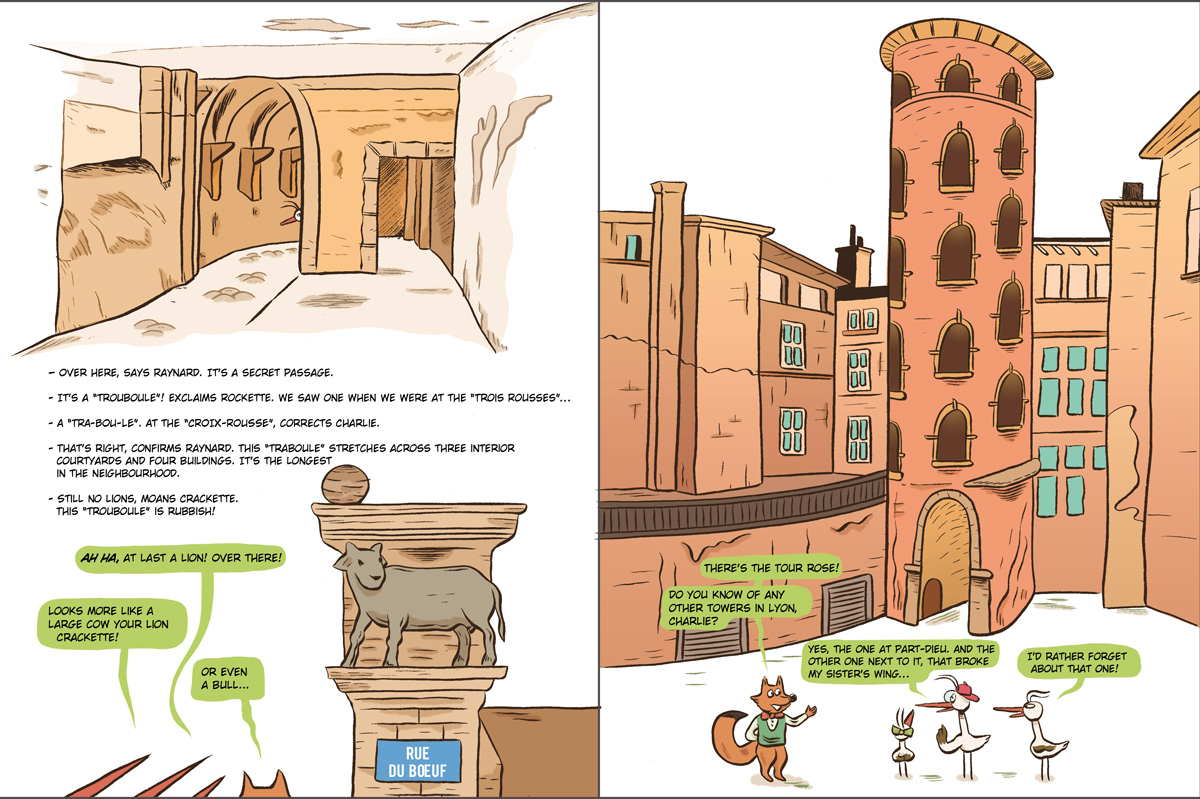 - OVER HERE, SAYS RAYNARD. IT'S A SECRET PASSAGE.
- IT'S A "TROUBOULE"! EXCLAIMS ROCKETTE. WE SAW ONE WHEN WE WERE AT THE "TROIS ROUSSES"...
- A "TRA-BOU-LE". AT THE "CROIX-ROUSSE", CORRECTS CHARLIE.
- THAT'S RIGHT, CONFIRMS RAYNARD. THIS "TRABOULE" STRETCHES ACROSS THREE INTERIOR
COURTYARDS AND FOUR BUILDINGS. IT'S THE LONGEST
IN THE NEIGHBOURHOOD.
- STILL NO LIONS, MOANS CRACKETTE.
THIS "TROUBOULE" IS RUBBISH!
AH HA, AT LAST A LION! OVER THERE!
LOOKS MORE LIKE A
LARGE COW YOUR LION
CRACKETTE!
OR EVEN
A BULL...
RUE
DU BŒUF
THERE'S THE TOUR ROSE!
DO YOU KNOW OF ANY
OTHER TOWERS IN LYON,
CHARLIE?
YES, THE ONE AT PART-DIEU. AND THE
OTHER ONE NEXT TO IT, THAT BROKE
MY SISTER'S WING...
I'D RATHER FORGET
ABOUT THAT ONE!